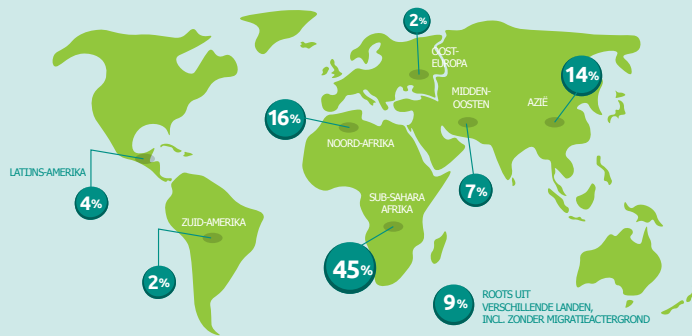 2%
OOST-
EUROPA
14%
MIDDEN-
OOSTEN
AZIË
16%
NOORD-AFRIKA
LATIJNS-AMERIKA
7%
SUB-SAHARA
AFRIKA
4%
ZUID-AMERIKA
45%
2%
9%
ROOTS UIT
VERSCHILLENDE LANDEN,
INCL. ZONDER MIGRATIEACTERGROND